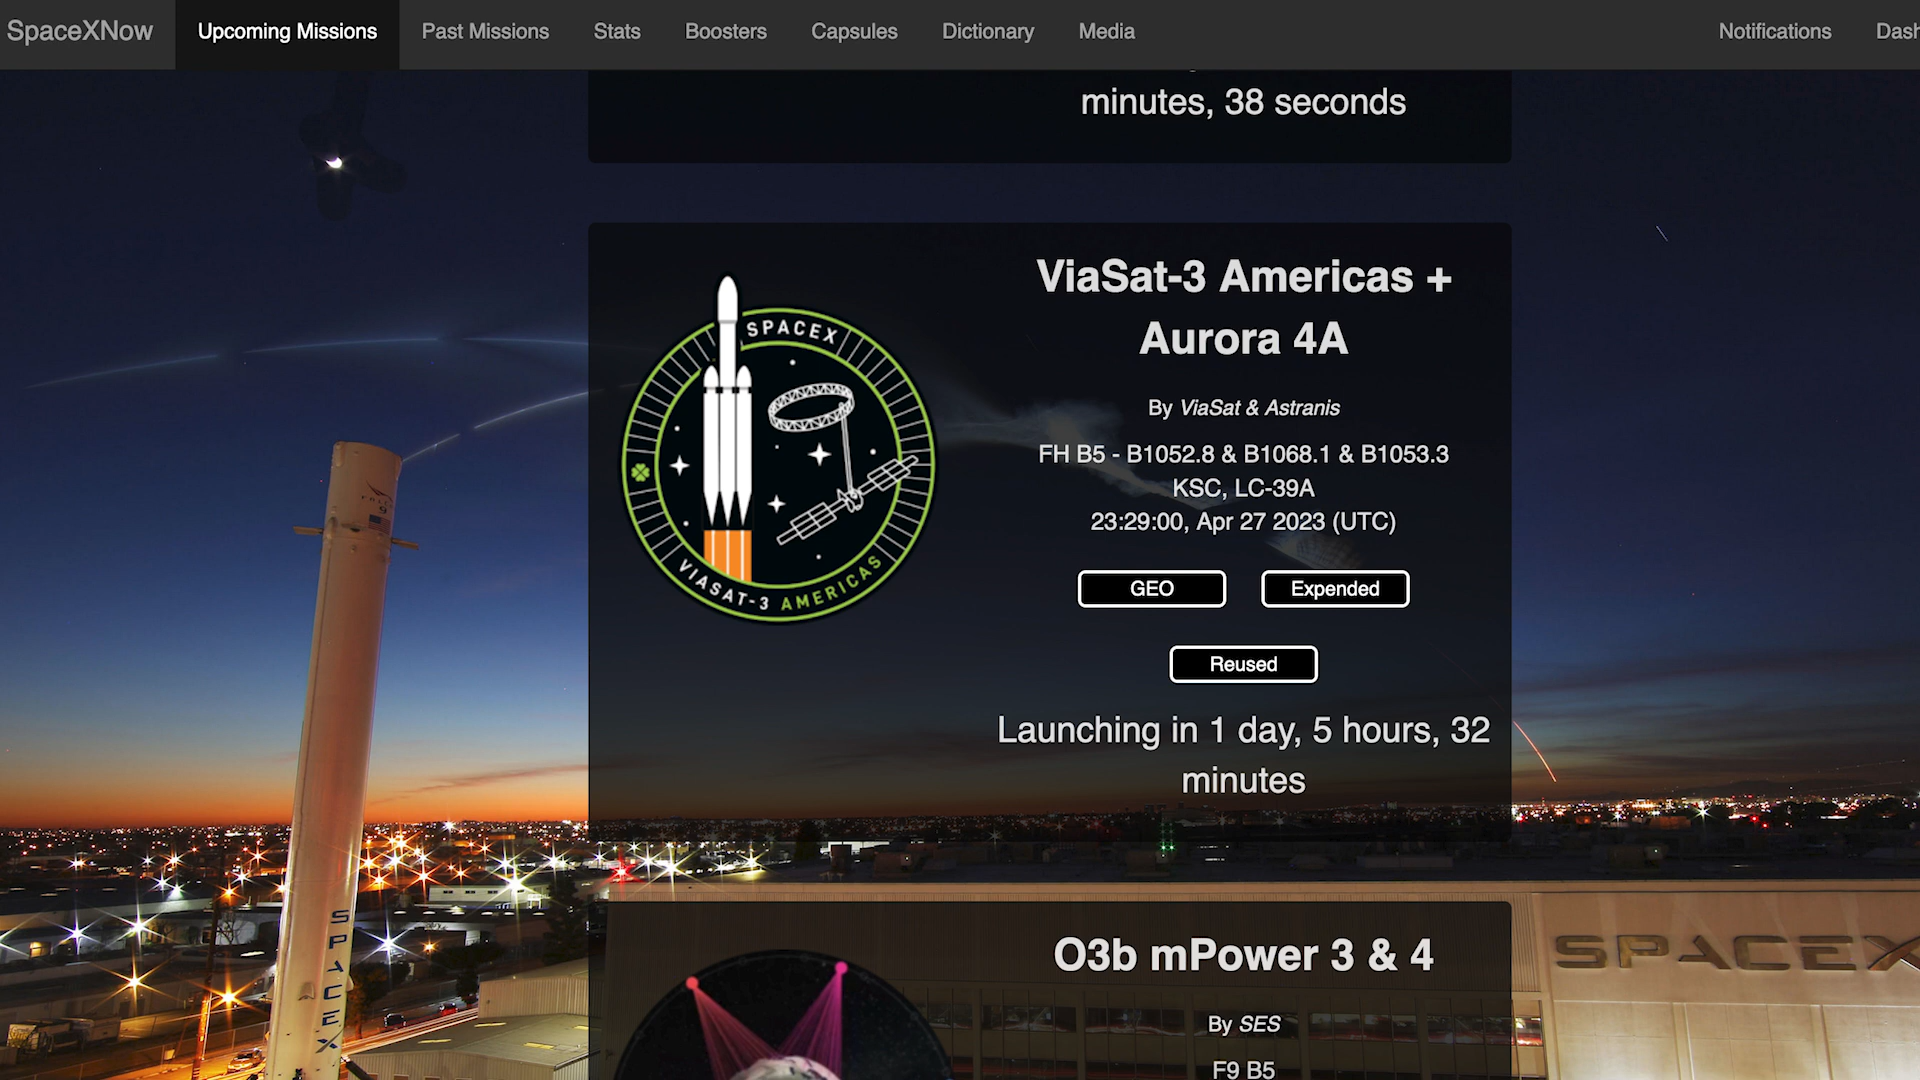 SpaceXNow
Upcoming Missions
Past Missions
Stats
Boosters
Capsules
Dictionary
Media
Notifications
minutes, 38 seconds
SPACEX
VIASAT-3 AMERICAS
ViaSat-3 Americas +
Aurora 4A
By ViaSat & Astranis
FH B5 - B1052.8 & B1068.1 & B1053.3
KSC, LC-39A
23:29:00, Apr 27 2023 (UTC)
GEO
Expended
Reused
Launching in 1 day, 5 hours, 32
minutes
O3b mPower 3 & 4
By SES
F9 B5
SPACEX
SPACEX